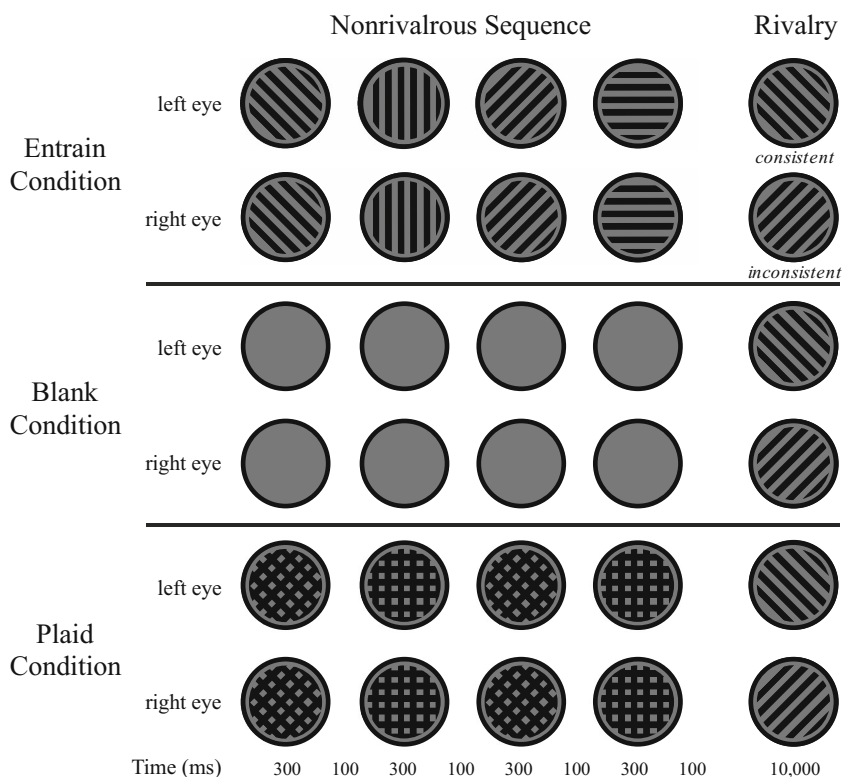 Nonrivalrous Sequence Rivalry
left eye
consistent
Entrain
Condition
right eye
inconsistent
left eye
Blank
Condition
right eye
left eye
Plaid
Condition
right eye
Time (ms) 300 100 300 100 300 100 300 100 10,000